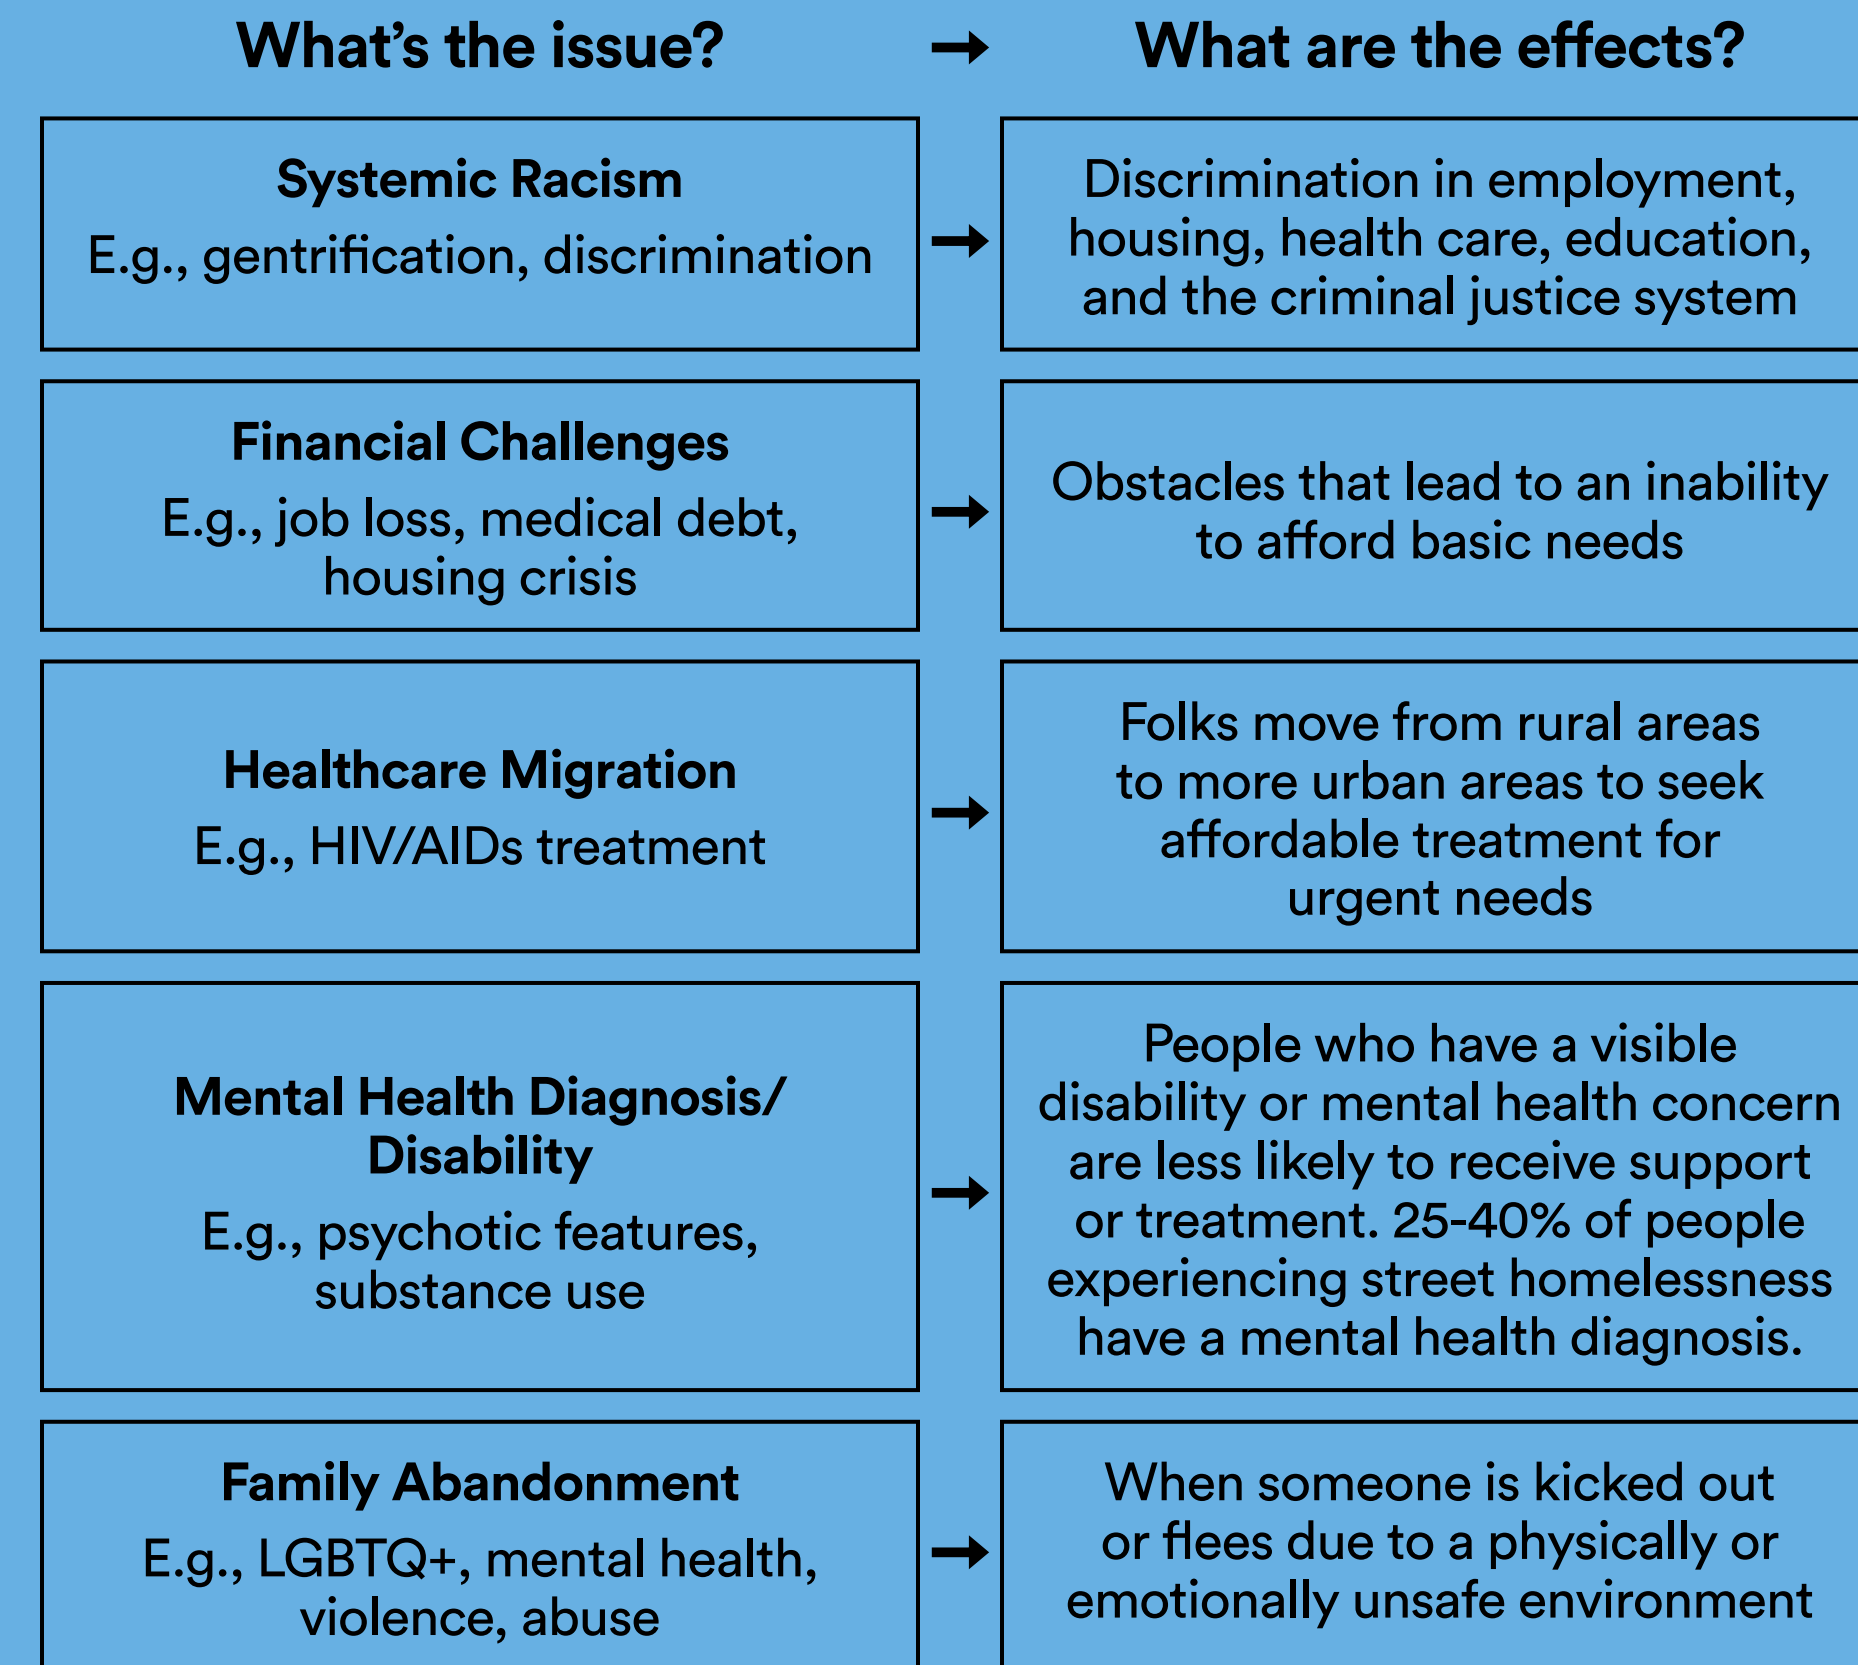 What’s the issue? → What are the effects?
Systemic Racism
E.g., gentrification, discrimination
→
Discrimination in employment,
housing, health care, education,
and the criminal justice system
Financial Challenges
E.g., job loss, medical debt,
housing crisis
→
Obstacles that lead to an inability
to afford basic needs
Healthcare Migration
E.g., HIV/AIDs treatment
→
Folks move from rural areas
to more urban areas to seek
affordable treatment for
urgent needs
Mental Health Diagnosis/
Disability
E.g., psychotic features,
substance use
→
People who have a visible
disability or mental health concern
are less likely to receive support
or treatment. 25-40% of people
experiencing street homelessness
have a mental health diagnosis.
Family Abandonment
E.g., LGBTQ+, mental health,
violence, abuse
→
When someone is kicked out
or flees due to a physically or
emotionally unsafe environment